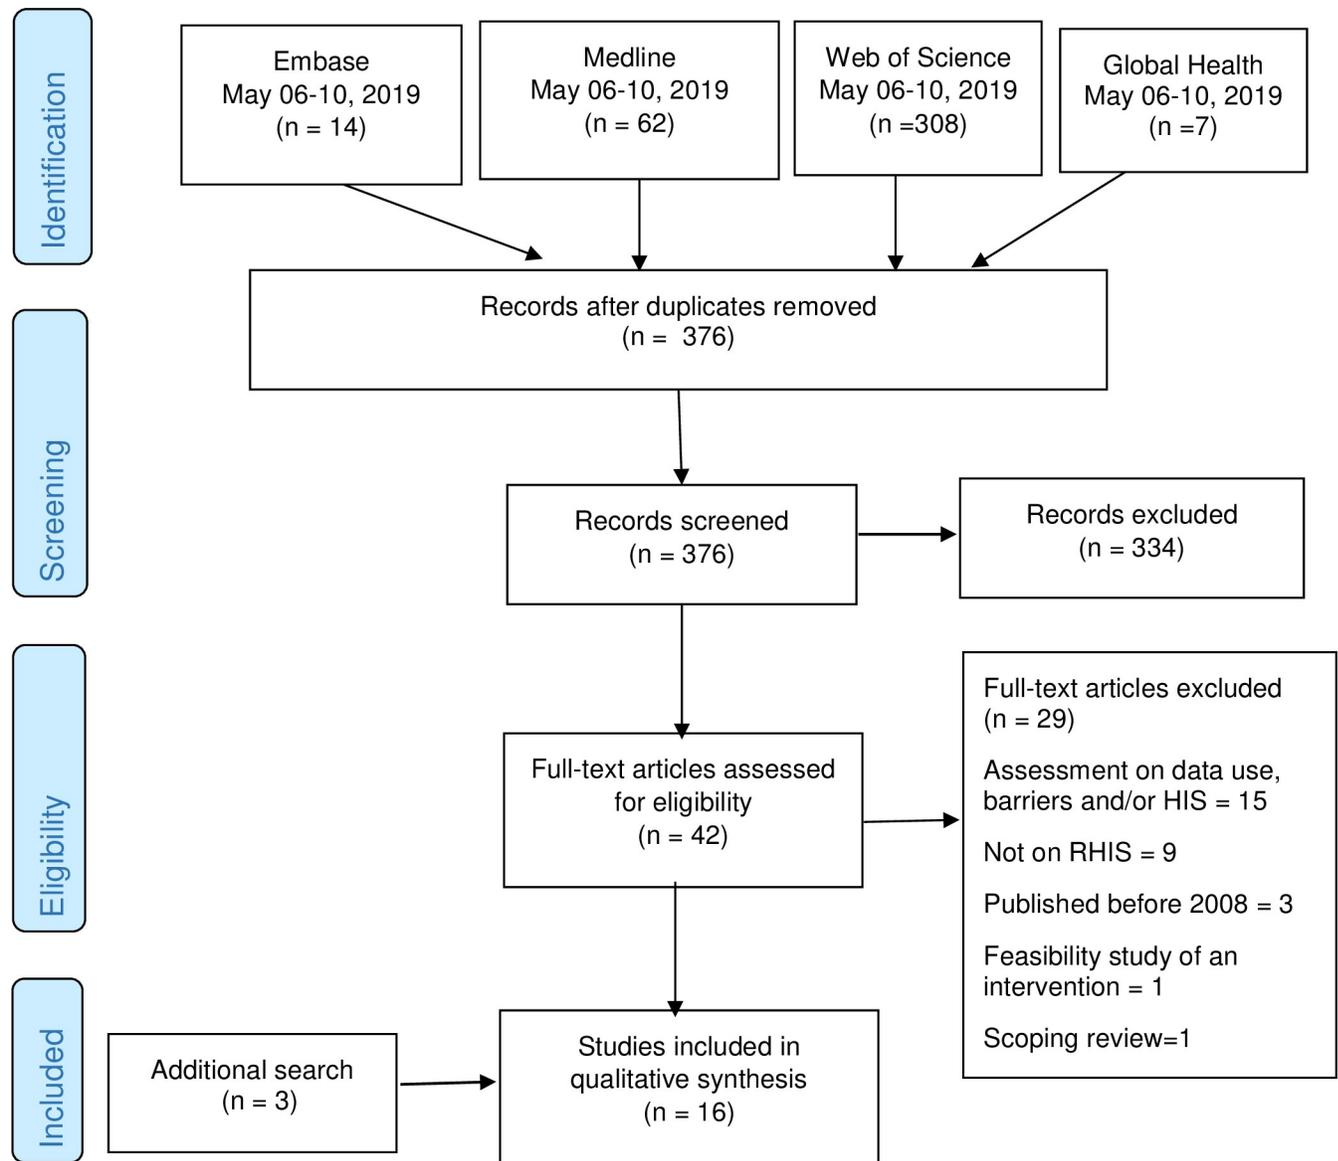 Identification
Embase
May 06-10, 2019
(n = 14)
Medline
May 06-10, 2019
(n = 62)
Web of Science
May 06-10, 2019
(n =308)
Global Health
May 06-10, 2019
(n =7)
Records after duplicates removed
(n =  376)
Screening
Records screened
(n = 376)
Records excluded
(n = 334)
Eligibility
Full-text articles assessed
for eligibility
(n = 42)
Full-text articles excluded
(n = 29)
Assessment on data use,
barriers and/or HIS = 15
Not on RHIS = 9
Published before 2008 = 3
Feasibility study of an
intervention = 1
Scoping review=1
Included
Additional search
(n = 3)
Studies included in
qualitative synthesis
(n = 16)